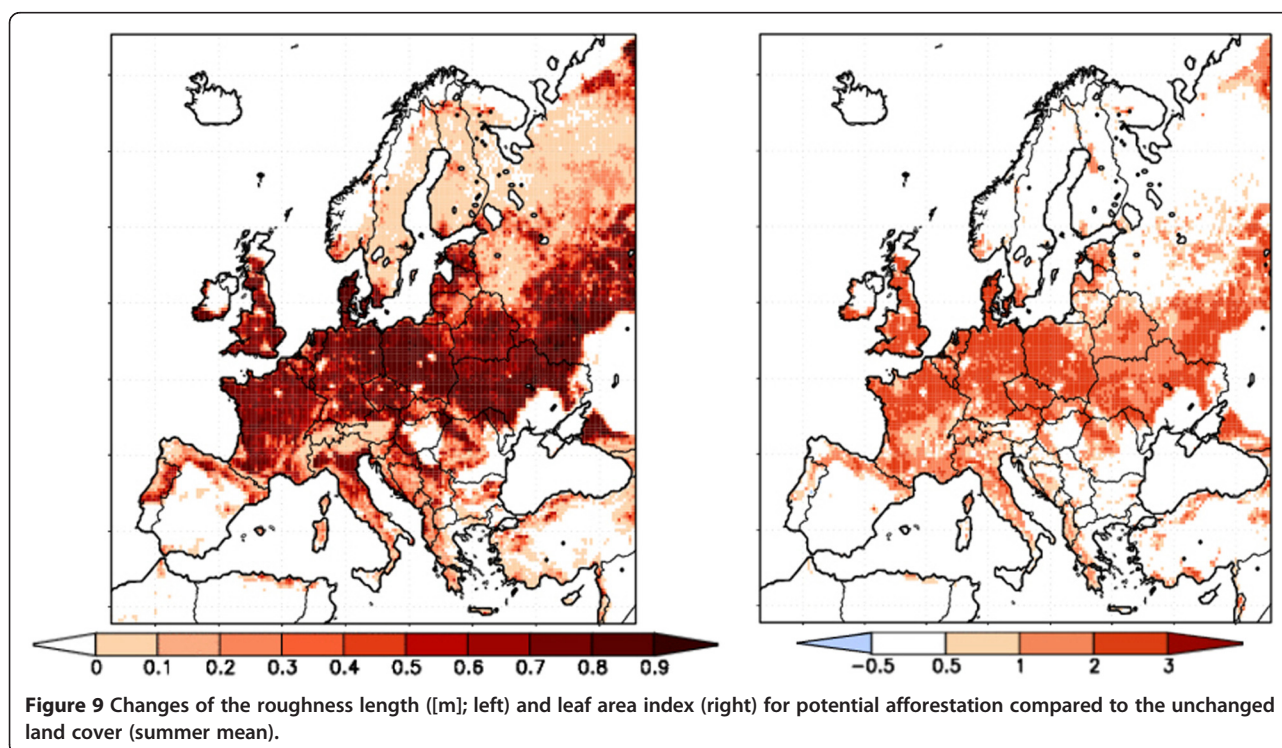 0 0.1 0.2 0.3 0.4 0.5 0.6 0.7 0.8 0.9
−0.5 0.5 1 2 3
Figure 9 Changes of the roughness length ([m]; left) and leaf area index (right) for potential afforestation compared to the unchanged
land cover (summer mean).